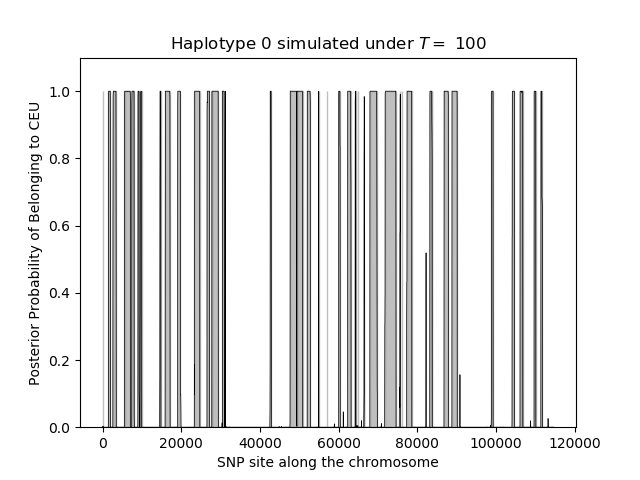 Haplotype 0 simulated under T = 100
Posterior Probability of Belonging to CEU
1.0
0.8
0.6
0.4
0.2
0.0
0 20000 40000 60000 80000 100000 120000
SNP site along the chromosome